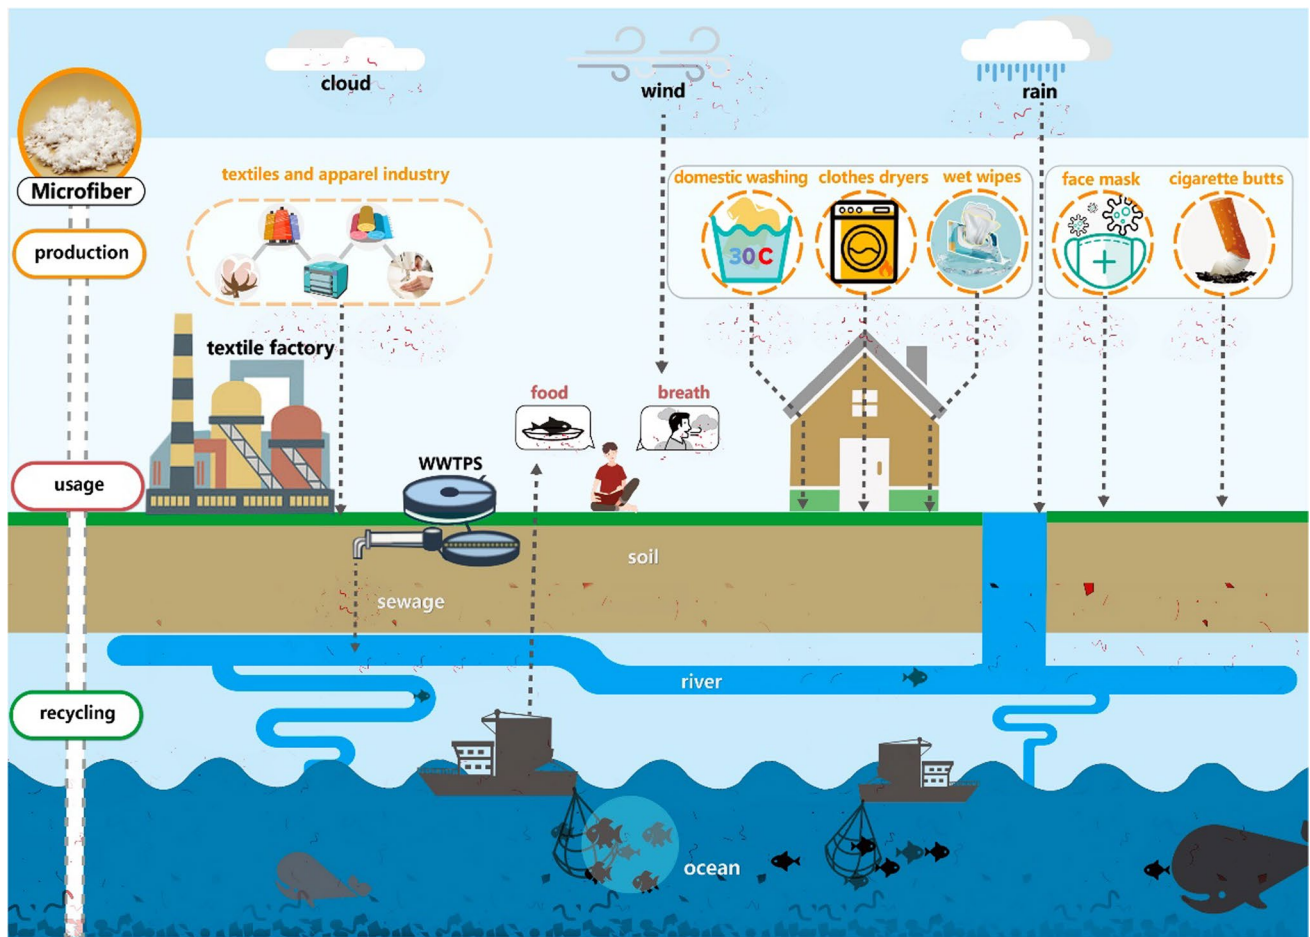 cloud
wind
rain
Microfiber
textiles and apparel industry
domestic washing
clothes dryers
wet wipes
face mask
cigarette butts
production
30C
textile factory
food
breath
WWTPS
usage
soil
sewage
river
recycling
ocean